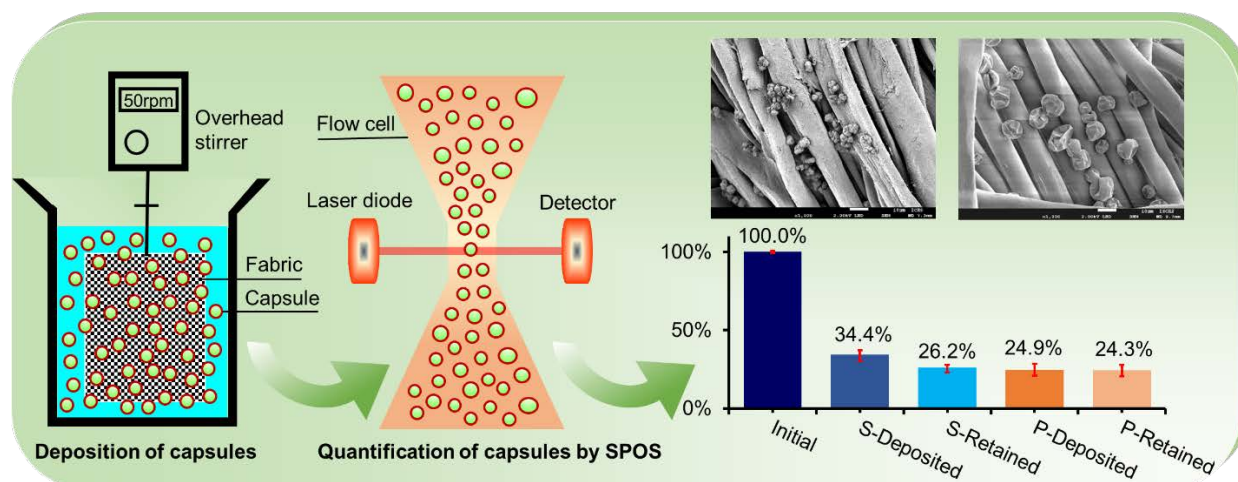 50rpm
Overhead
stirrer
Fabric
Capsule
Deposition of capsules
Flow cell
Laser diode
Detector
Quantification of capsules by SPOS
100%
50%
0%
100.0%
34.4%
26.2%
24.9%
24.3%
Initial
S-Deposited
S-Retained
P-Deposited
P-Retained